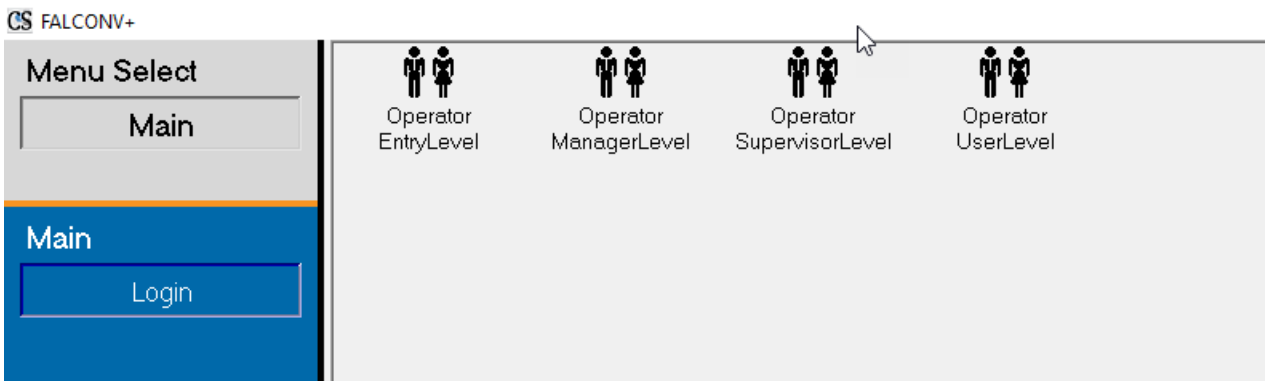 CS FALCONV+
Menu Select
Main
Main
Login
Operator
EntryLevel
Operator
ManagerLevel
Operator
SupervisorLevel
Operator
UserLevel